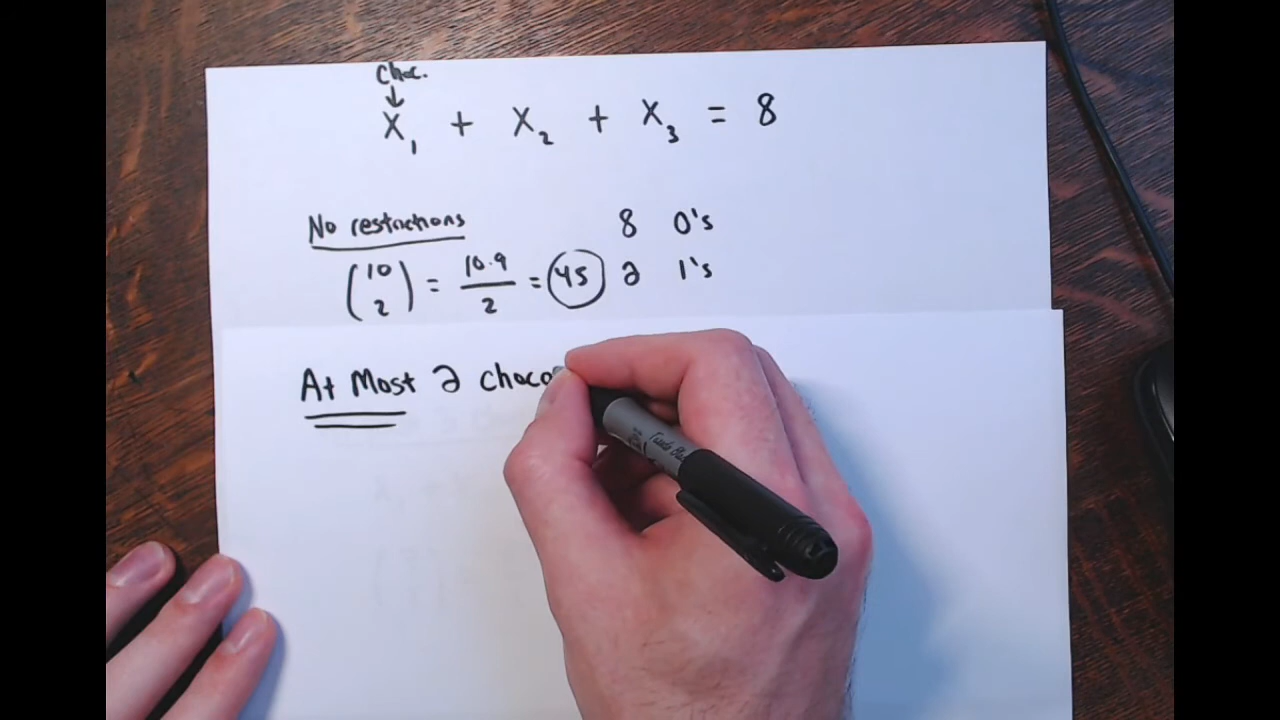 Choc.
↓
X₁ + X₂ + X₃ = 8
No restrictions 8 0's
(10 2) = 10·9 / 2 = 45 2 1's
At Most 2 choco